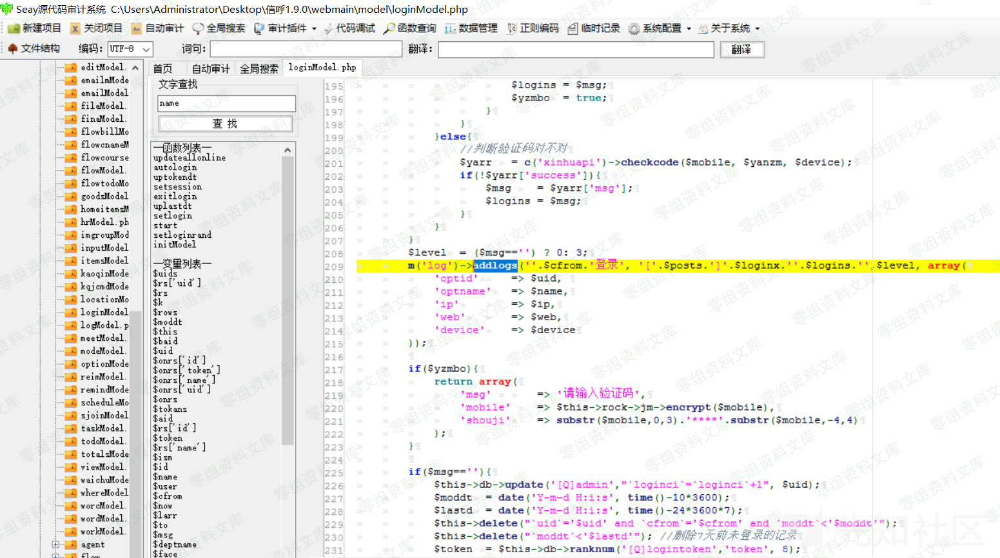 Seay源代码审计系统 C:\Users\Administrator\Desktop\信呼1.9.0\webmain\model\loginModel.php
新建项目 关闭项目 自动审计 全局搜索 审计插件 代码调试 函数查询 数据管理 正则编码 临时记录 系统配置 关于系统
文件结构 编码: UTF-8 词句: 翻译: 翻译
editModel.
emailmMode
emailModel
fileModel.
finaModel.
flowbillMo
flowcnameM
flowcourse
flowModel.
flowtodoMo
goodsModel
homeitemsM
hrModel.ph
imgroupMod
inputModel
itemsModel
kaoqinMode
kqjcmdMode
locationMo
loginModel
logModel.p
meetModel.
modeModel.
optionMode
reimModel.
remindMode
scheduleMo
sjoinModel
taskModel.
todoModel.
totalsMode
viewModel.
waichuMode
whereModel
worcModel.
wordModel.
workModel.
agent
flow
首页 自动审计 全局搜索 loginModel.php
文字查找
name
查 找
—函数列表—
updateallonline
autologin
uptokendt
setsession
exitlogin
uplastdt
setlogin
start
setloginrand
initModel
—变量列表—
$uids
$rs['uid']
$rs
$k
$rows
$moddt
$this
$baid
$uid
$onrs['id']
$onrs['token']
$onrs['name']
$onrs['uid']
$onrs
$tokans
$aid
$rs['id']
$token
$rs['name']
$ism
$id
$name
$user
$cfrom
$now
$larr
$to
$msg
$deptname
$face
195 $logins = $msg;
196 $yzmbo = true;
197 }
198 }
199 }else{
200 //判断验证码对不对
201 $yarr = c('xinhuapi')->checkcode($mobile, $yanzm, $device);
202 if(!$yarr['success']){
203 $msg = $yarr['msg'];
204 $logins = $msg;
205 }
206 }
207 }
208 $level = ($msg=='') ? 0: 3;
209 m('log')->addlogs(''.$cfrom.'登录', '['.$posts.']'.$loginx.''.$logins.'',$level, array(
210 'optid' => $uid,
211 'optname' => $name,
212 'ip' => $ip,
213 'web' => $web,
214 'device' => $device
215 ));
216
217 if($yzmbo){
218 return array(
219 'msg' => '请输入验证码',
220 'mobile' => $this->rock->jm->encrypt($mobile),
221 'shouji' => substr($mobile,0,3).'****'.substr($mobile,-4,4)
222 );
223 }
224
225 if($msg==''){
226 $this->db->update('[Q]admin',"`loginci`=`loginci`+1", $uid);
227 $moddt = date('Y-m-d H:i:s', time()-10*3600);
228 $lastd = date('Y-m-d H:i:s', time()-24*3600*7);
229 $this->delete("`uid`='$uid' and `cfrom`='$cfrom' and `moddt`<'$moddt'");
230 $this->delete("`moddt`<'$lastd'"); //删除7天前未登录的记录
231 $token = $this->db->ranknum('[Q]logintoken','token', 8);
零组资料文库
先知社区